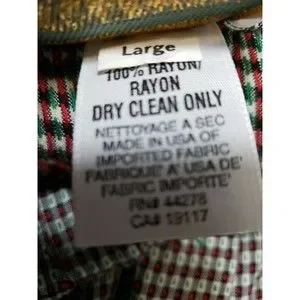 Large
100% RAYON/
RAYON
DRY CLEAN ONLY
NETTOYAGE A SEC
MADE IN USA OF
IMPORTED FABRIC
FABRIQUE' A' USA DE'
FABRIC IMPORTE'
RN# 44278
CA# 19117